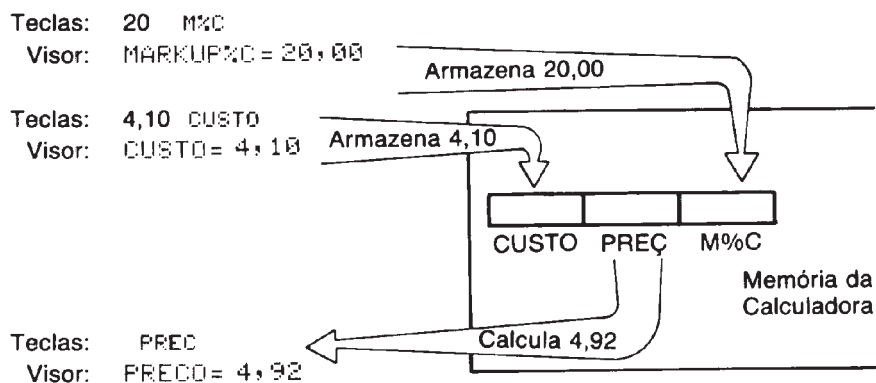 Teclas: 20 M%C
Visor: MARKUP%C=20,00
Armazena 20,00
Teclas: 4,10 CUSTO
Visor: CUSTO=4,10
Armazena 4,10
CUSTO PREÇ M%C
Memória da
Calculadora
Teclas: PREC
Visor: PRECO=4,92
Calcula 4,92